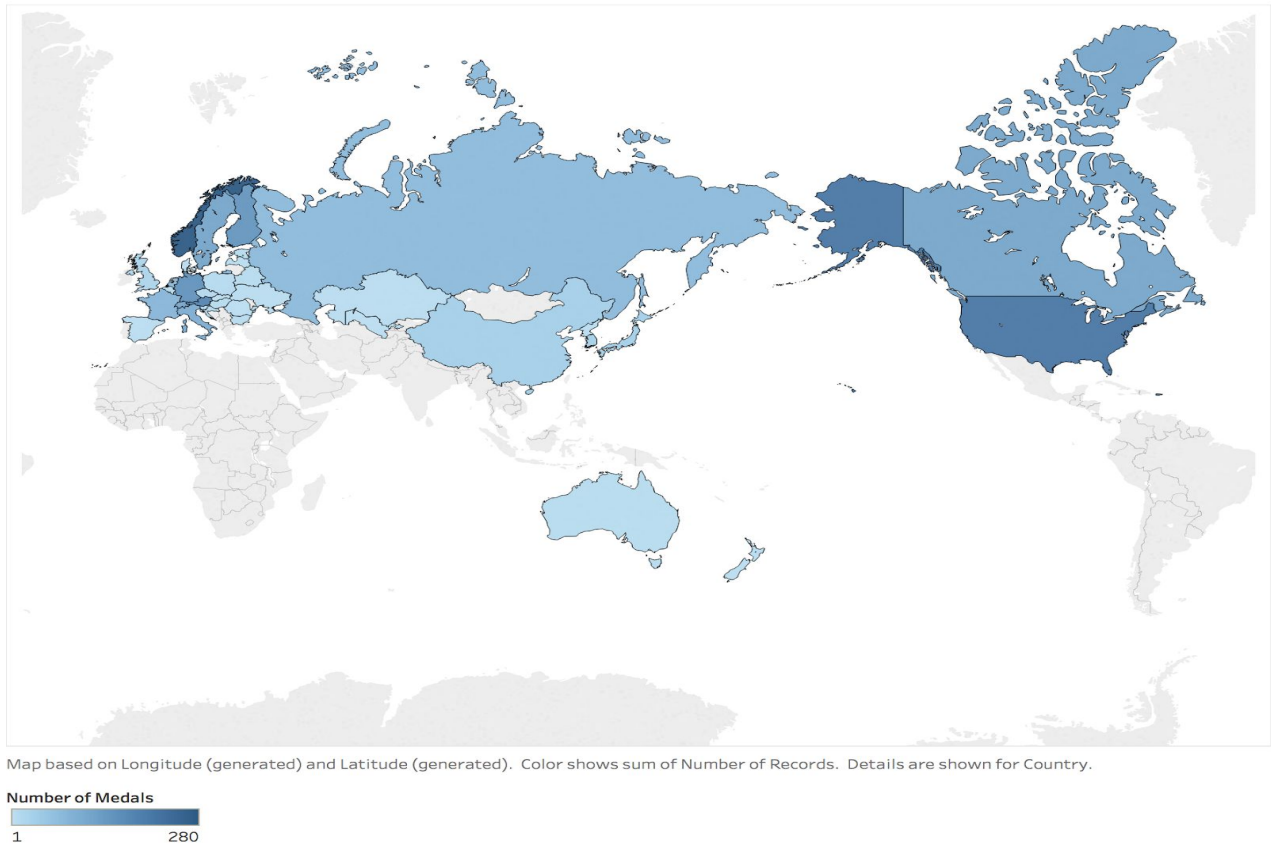 Map based on Longitude (generated) and Latitude (generated). Color shows sum of Number of Records. Details are shown for Country.
Number of Medals
1 280